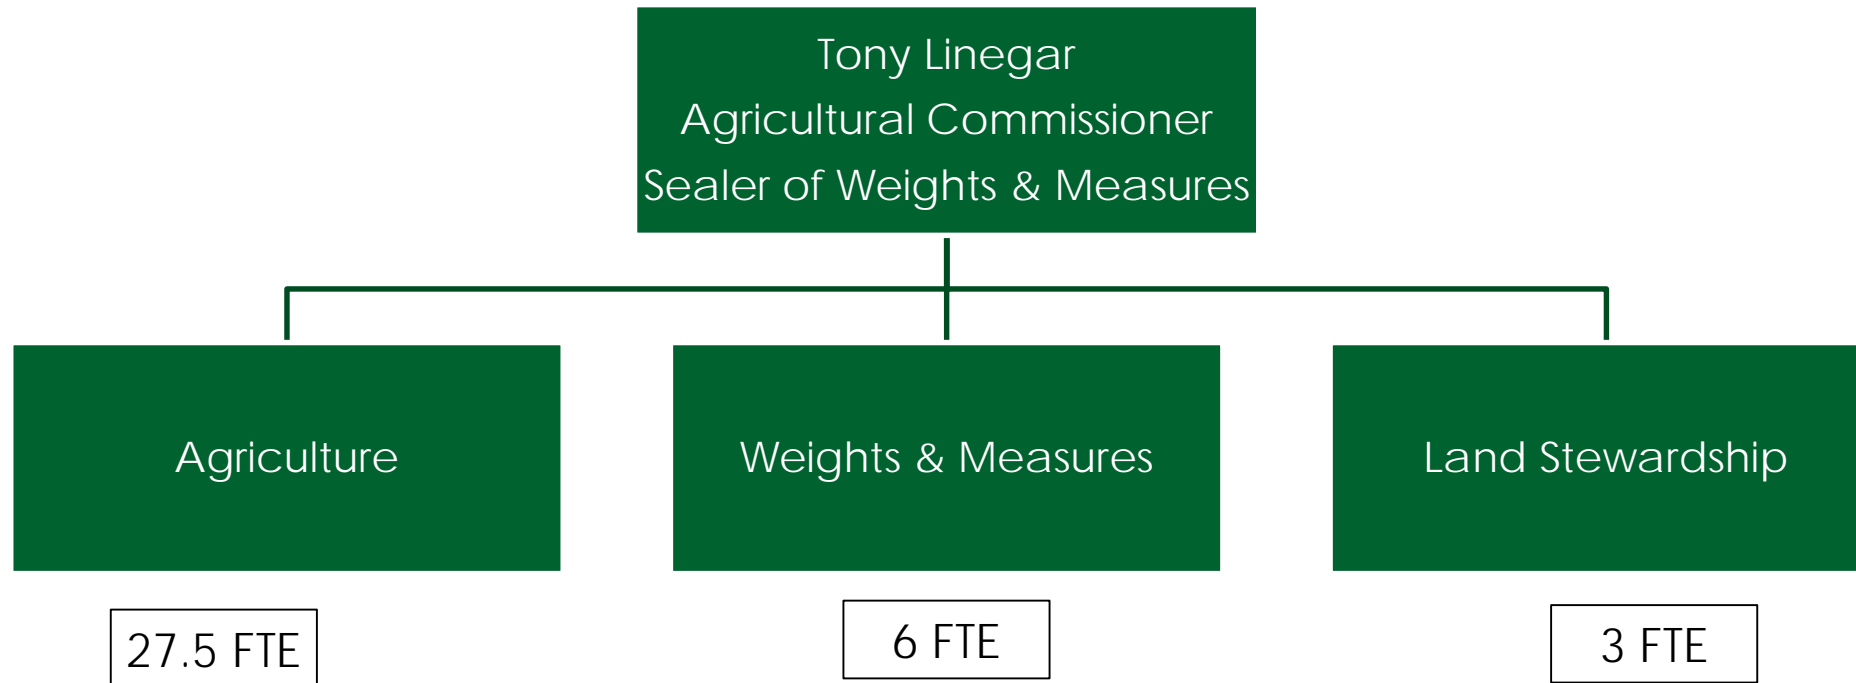 Tony Linegar
Agricultural Commissioner
Sealer of Weights & Measures
Agriculture
Weights & Measures
Land Stewardship
27.5 FTE
6 FTE
3 FTE